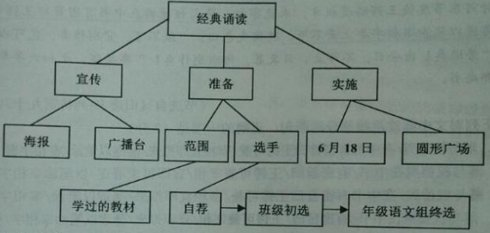 经典诵读
宣传 准备 实施
海报 广播台 范围 选手 6月18日 圆形广场
学过的教材 自荐 班级初选 年级语文组终选